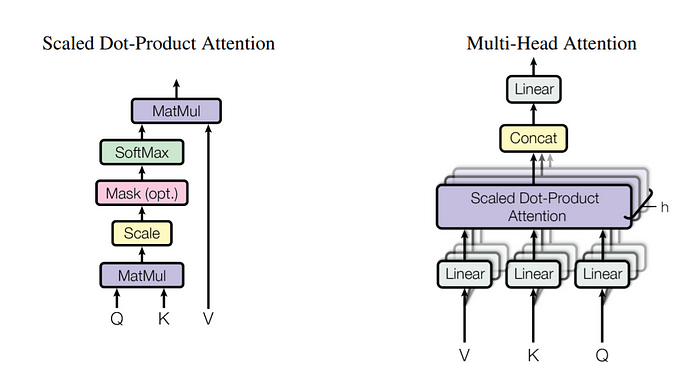 Scaled Dot-Product Attention
MatMul
SoftMax
Mask (opt.)
Scale
MatMul
Q K V
Multi-Head Attention
Linear
Concat
Scaled Dot-Product
Attention
h
Linear Linear Linear
V K Q